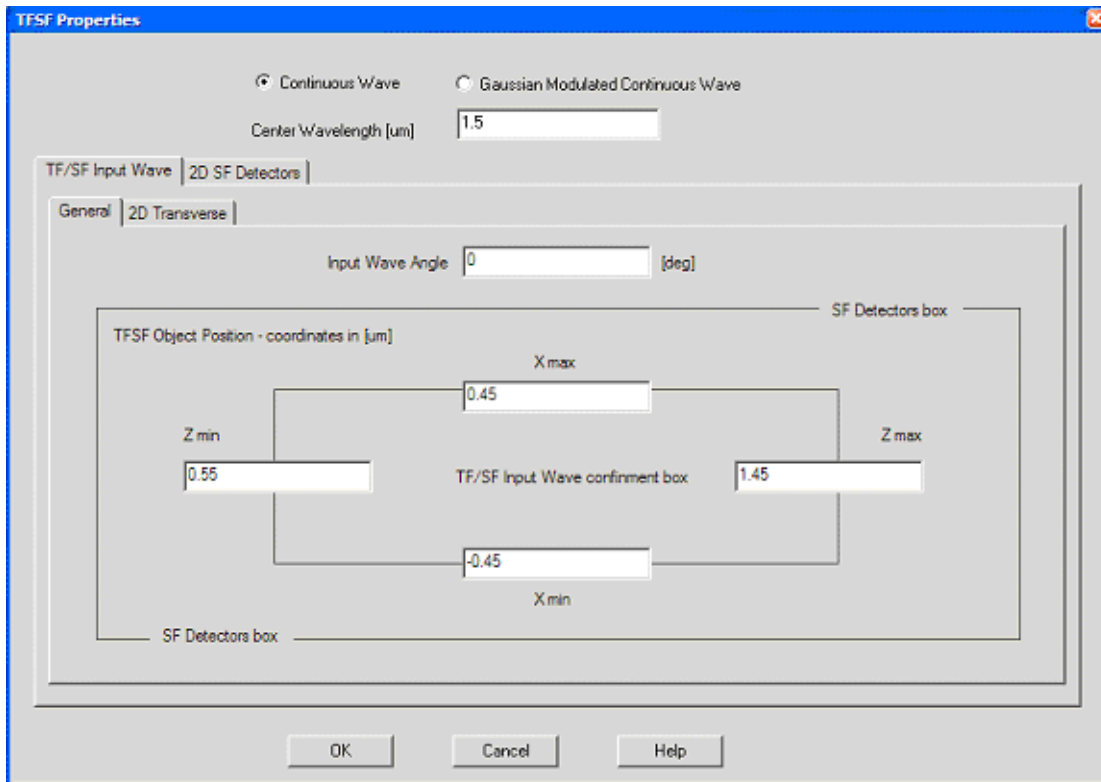 TFSF Properties
Continuous Wave
Gaussian Modulated Continuous Wave
Center Wavelength [um]
1.5
TF/SF Input Wave
2D SF Detectors
General
2D Transverse
Input Wave Angle
0
[deg]
SF Detectors box
TFSF Object Position - coordinates in [um]
X max
0.45
Z min
Z max
0.55
TF/SF Input Wave confinment box
1.45
-0.45
X min
SF Detectors box
OK
Cancel
Help